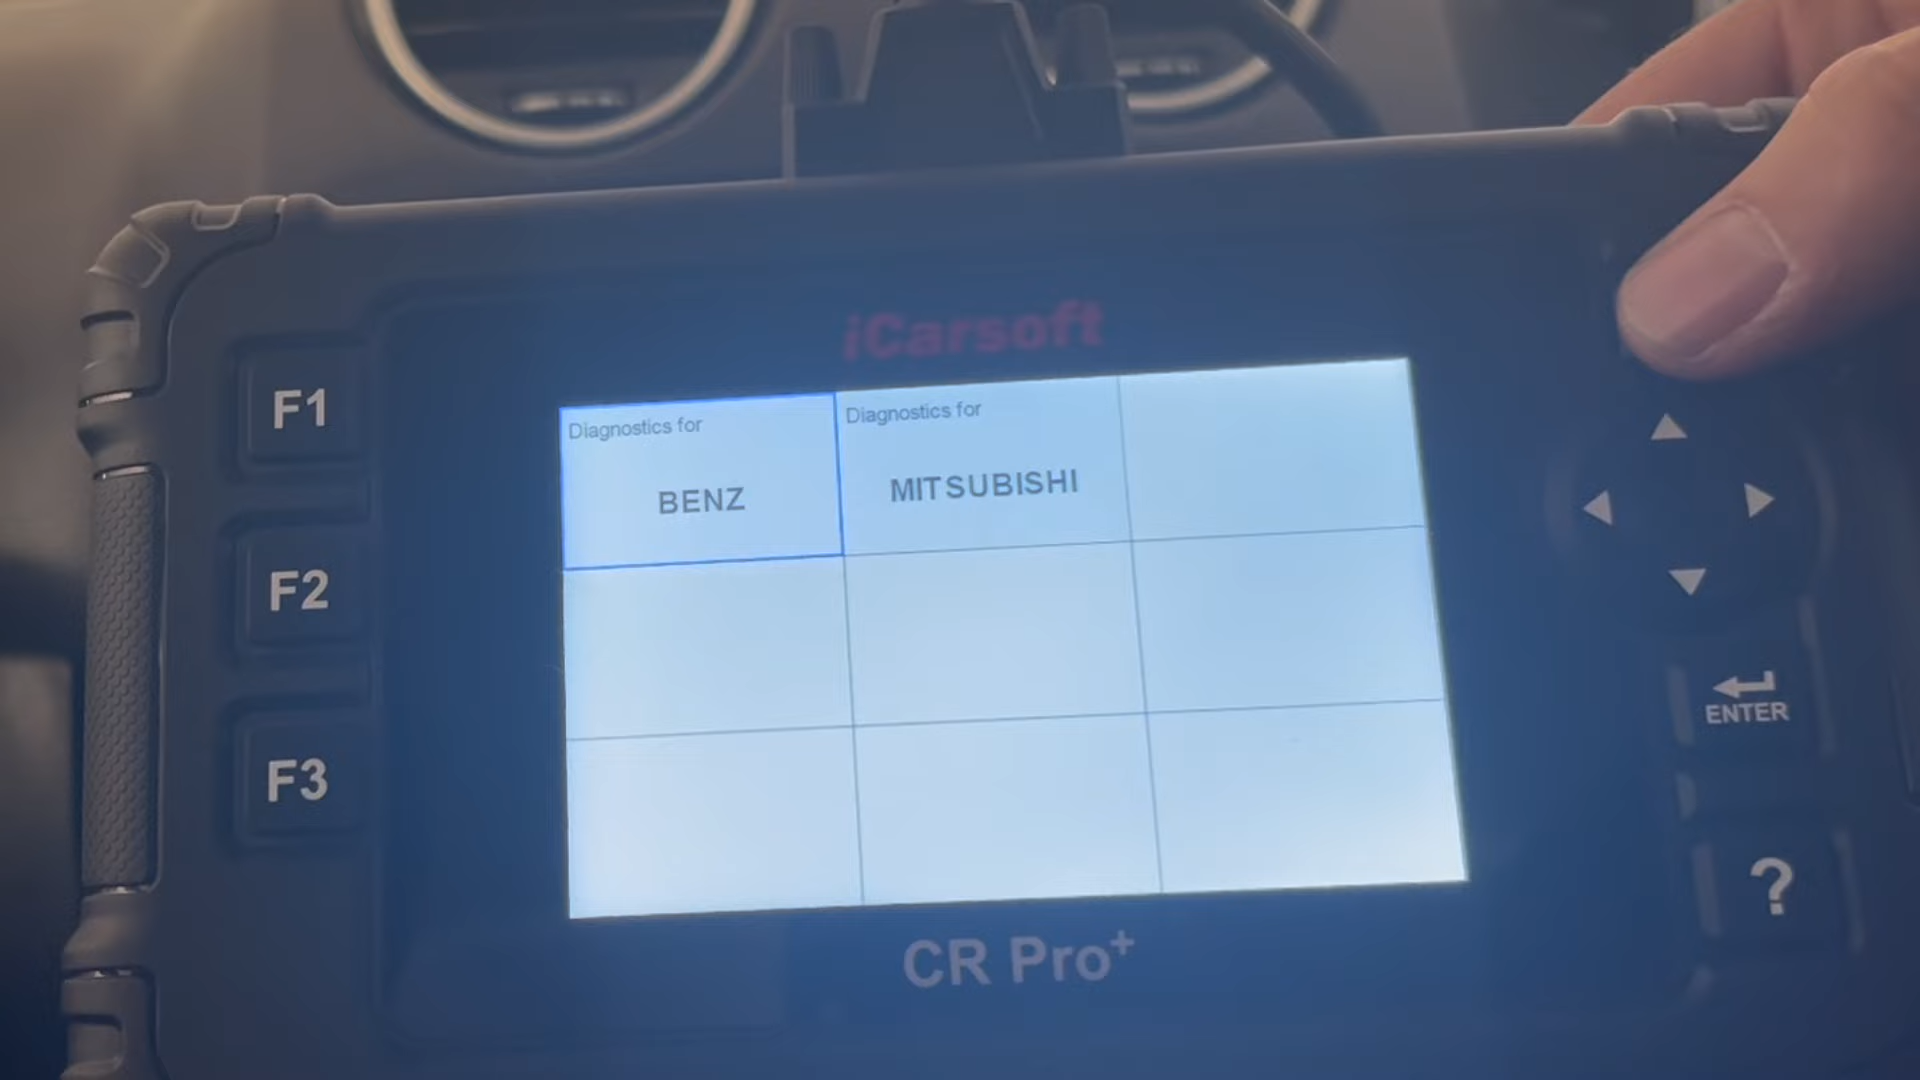 iCarsoft
F1
F2
F3
Diagnostics for
BENZ
Diagnostics for
MITSUBISHI
ENTER
?
CR Pro+